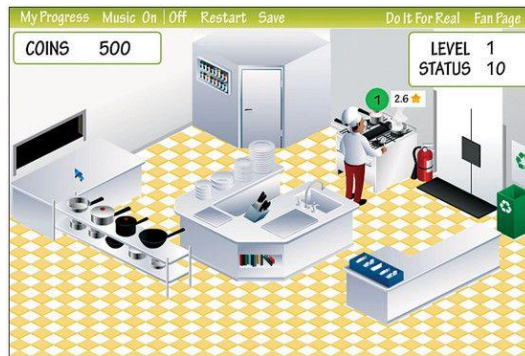 My Progress Music On | Off Restart Save Do It For Real Fan Page
COINS 500
LEVEL 1
STATUS 10
1 2.6